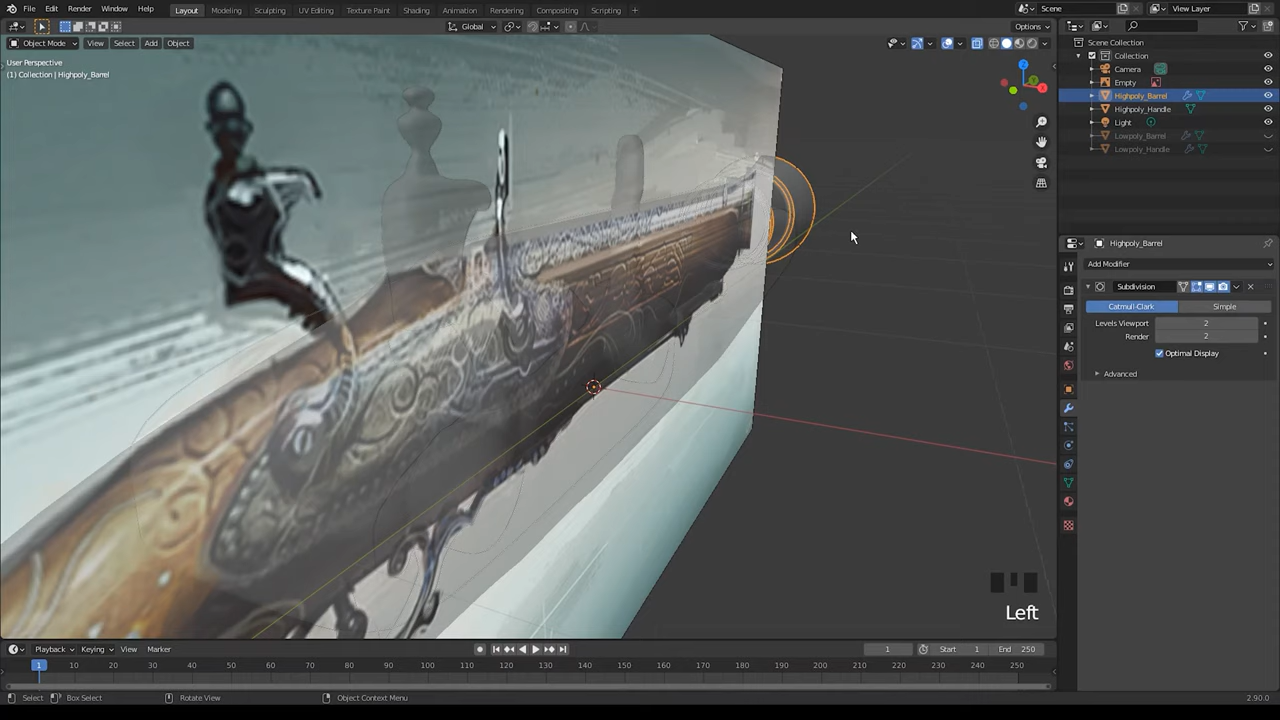 File Edit Render Window Help Layout Modeling Sculpting UV Editing Texture Paint Shading Animation Rendering Compositing Scripting + Scene View Layer
Global Options
Object Mode View Select Add Object
User Perspective
(1) Collection | Highpoly_Barrel
Scene Collection
Collection
Camera
Empty
Highpoly_Barrel
Highpoly_Handle
Light
Lowpoly_Barrel
Lowpoly_Handle
Highpoly_Barrel
Add Modifier
Subdivision
Catmull-Clark Simple
Levels Viewport 2
Render 2
Optimal Display
Advanced
Left
Playback Keying View Marker 1 Start 1 End 250
1 10 20 30 40 50 60 70 80 90 100 110 120 130 140 150 160 170 180 190 200 210 220 230 240 250
Select Box Select Rotate View Object Context Menu 2.90.0